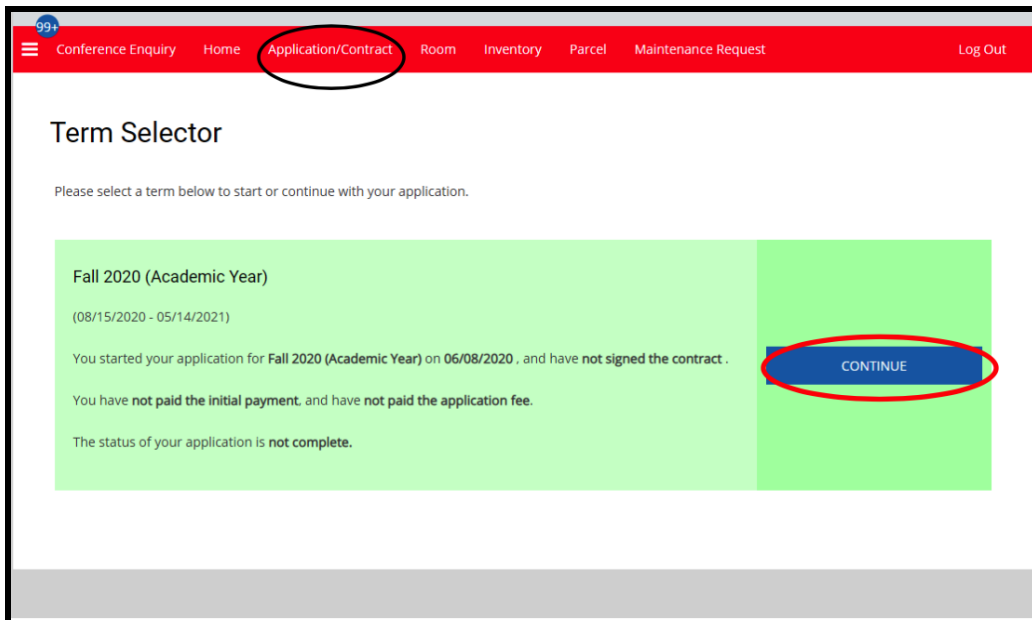 99+
Conference Enquiry Home Application/Contract Room Inventory Parcel Maintenance Request Log Out
Term Selector
Please select a term below to start or continue with your application.
Fall 2020 (Academic Year)
(08/15/2020 - 05/14/2021)
You started your application for Fall 2020 (Academic Year) on 06/08/2020 , and have not signed the contract .
CONTINUE
You have not paid the initial payment, and have not paid the application fee.
The status of your application is not complete.